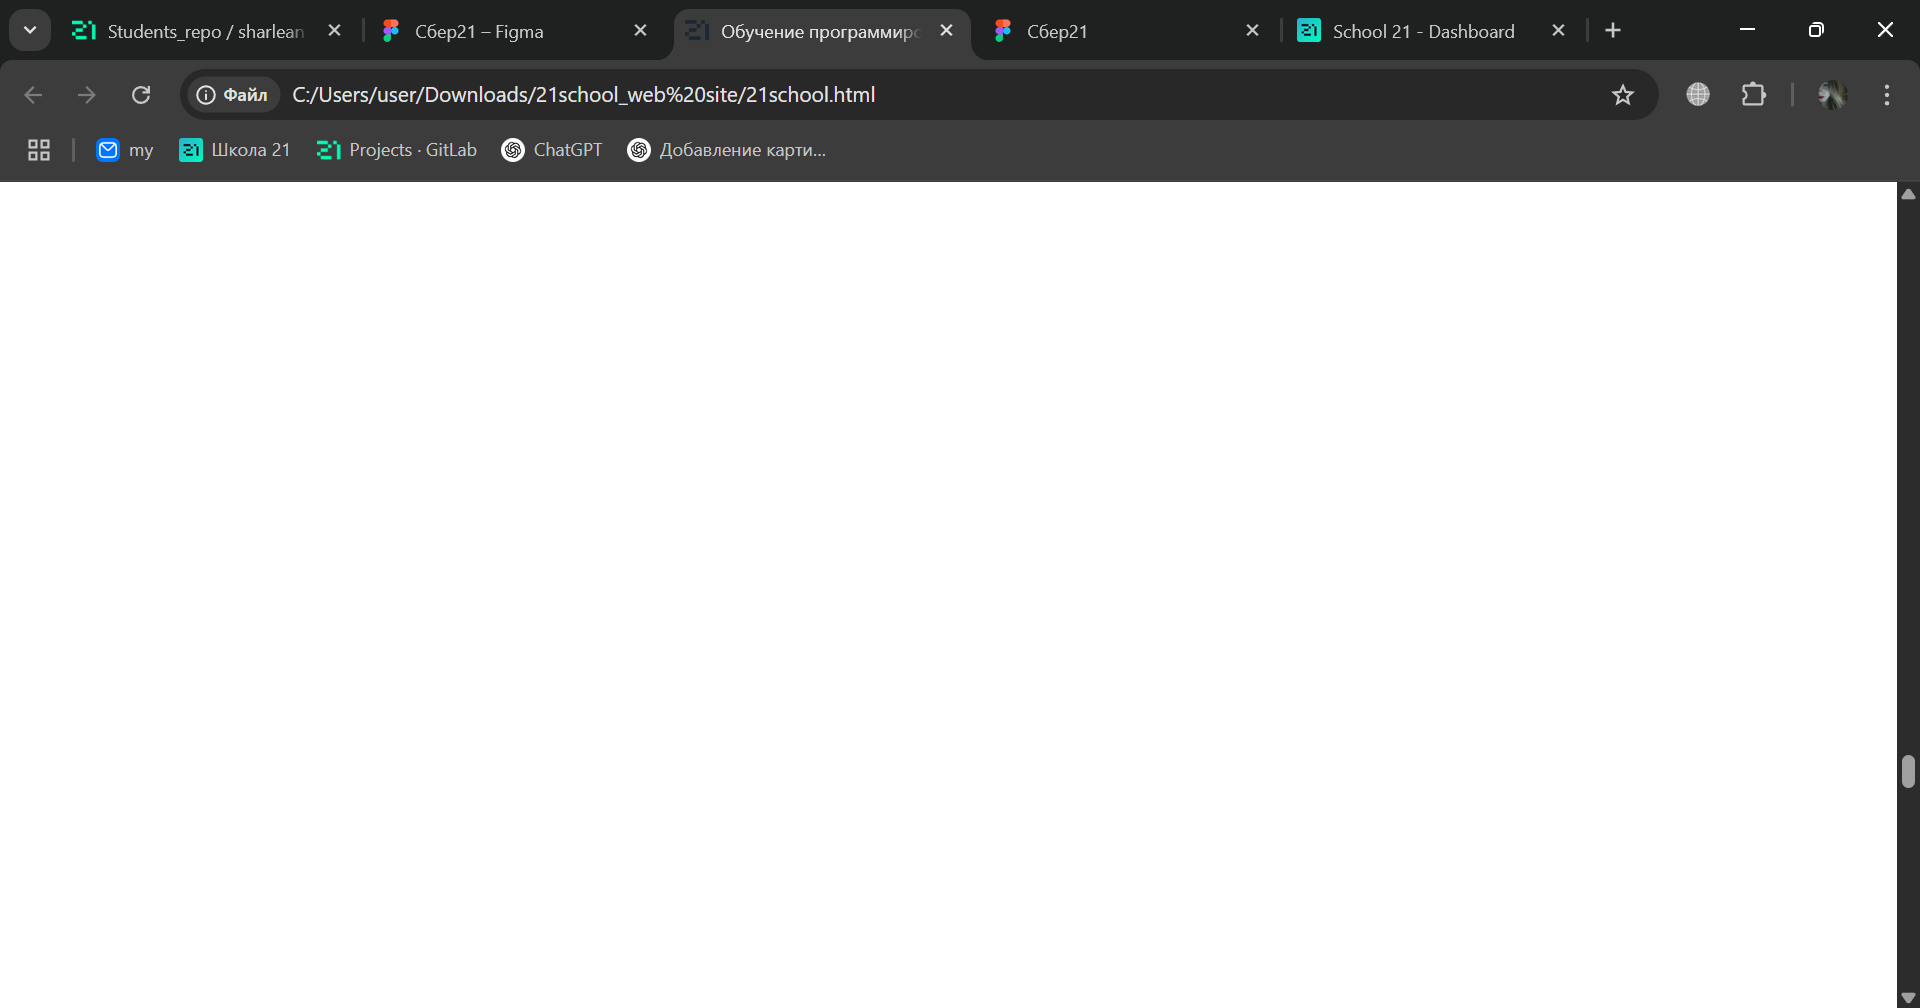 Students_repo / sharlean
Сбер21 – Figma
Обучение программиро
Сбер21
School 21 - Dashboard
Файл
C:/Users/user/Downloads/21school_web%20site/21school.html
my
Школа 21
Projects · GitLab
ChatGPT
Добавление карти...